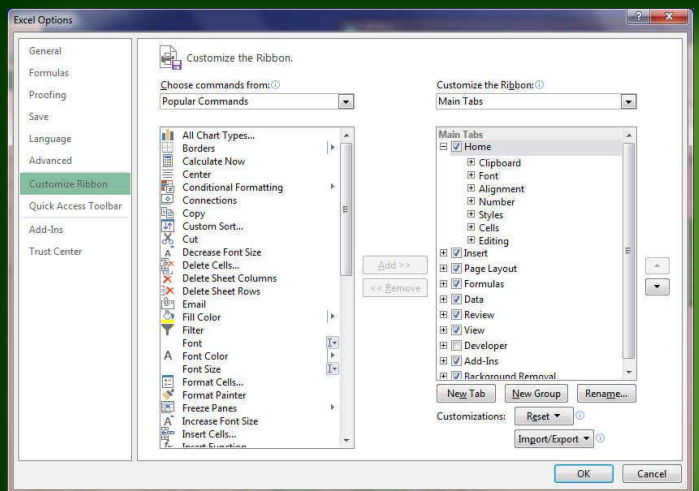 Excel Options
General
Formulas
Proofing
Save
Language
Advanced
Customize Ribbon
Quick Access Toolbar
Add-Ins
Trust Center
Customize the Ribbon.
Choose commands from:
Popular Commands
All Chart Types...
Borders
Calculate Now
Center
Conditional Formatting
Connections
Copy
Custom Sort...
Cut
Decrease Font Size
Delete Cells...
Delete Sheet Columns
Delete Sheet Rows
Email
Fill Color
Filter
Font
Font Color
Font Size
Format Cells...
Format Painter
Freeze Panes
Increase Font Size
Insert Cells...
Insert Function
Add >>
<< Remove
Customize the Ribbon:
Main Tabs
Main Tabs
Home
Clipboard
Font
Alignment
Number
Styles
Cells
Editing
Insert
Page Layout
Formulas
Data
Review
View
Developer
Add-Ins
Background Removal
New Tab
New Group
Rename...
Customizations:
Reset
Import/Export
OK
Cancel